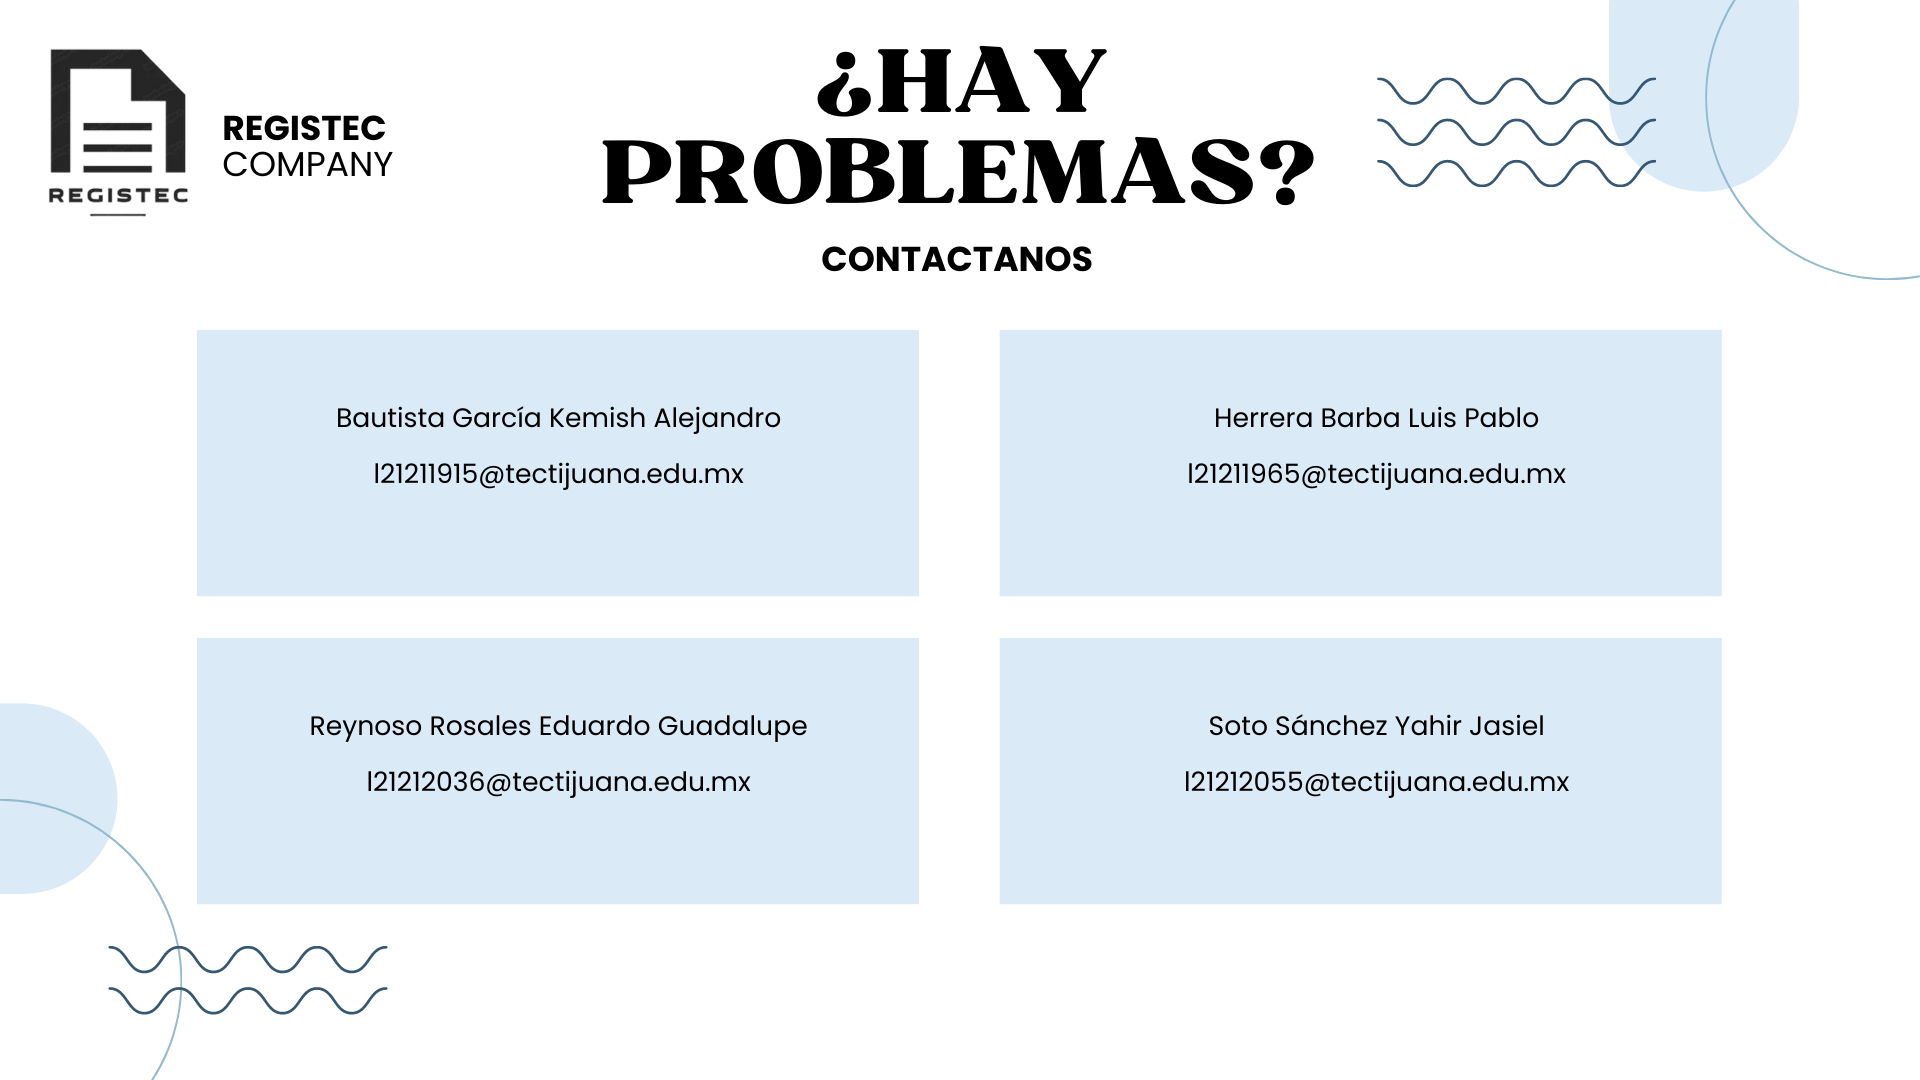 REGISTEC
REGISTEC
COMPANY
¿HAY
PROBLEMAS?
CONTACTANOS
Bautista García Kemish Alejandro
l21211915@tectijuana.edu.mx
Herrera Barba Luis Pablo
l21211965@tectijuana.edu.mx
Reynoso Rosales Eduardo Guadalupe
l21212036@tectijuana.edu.mx
Soto Sánchez Yahir Jasiel
l21212055@tectijuana.edu.mx